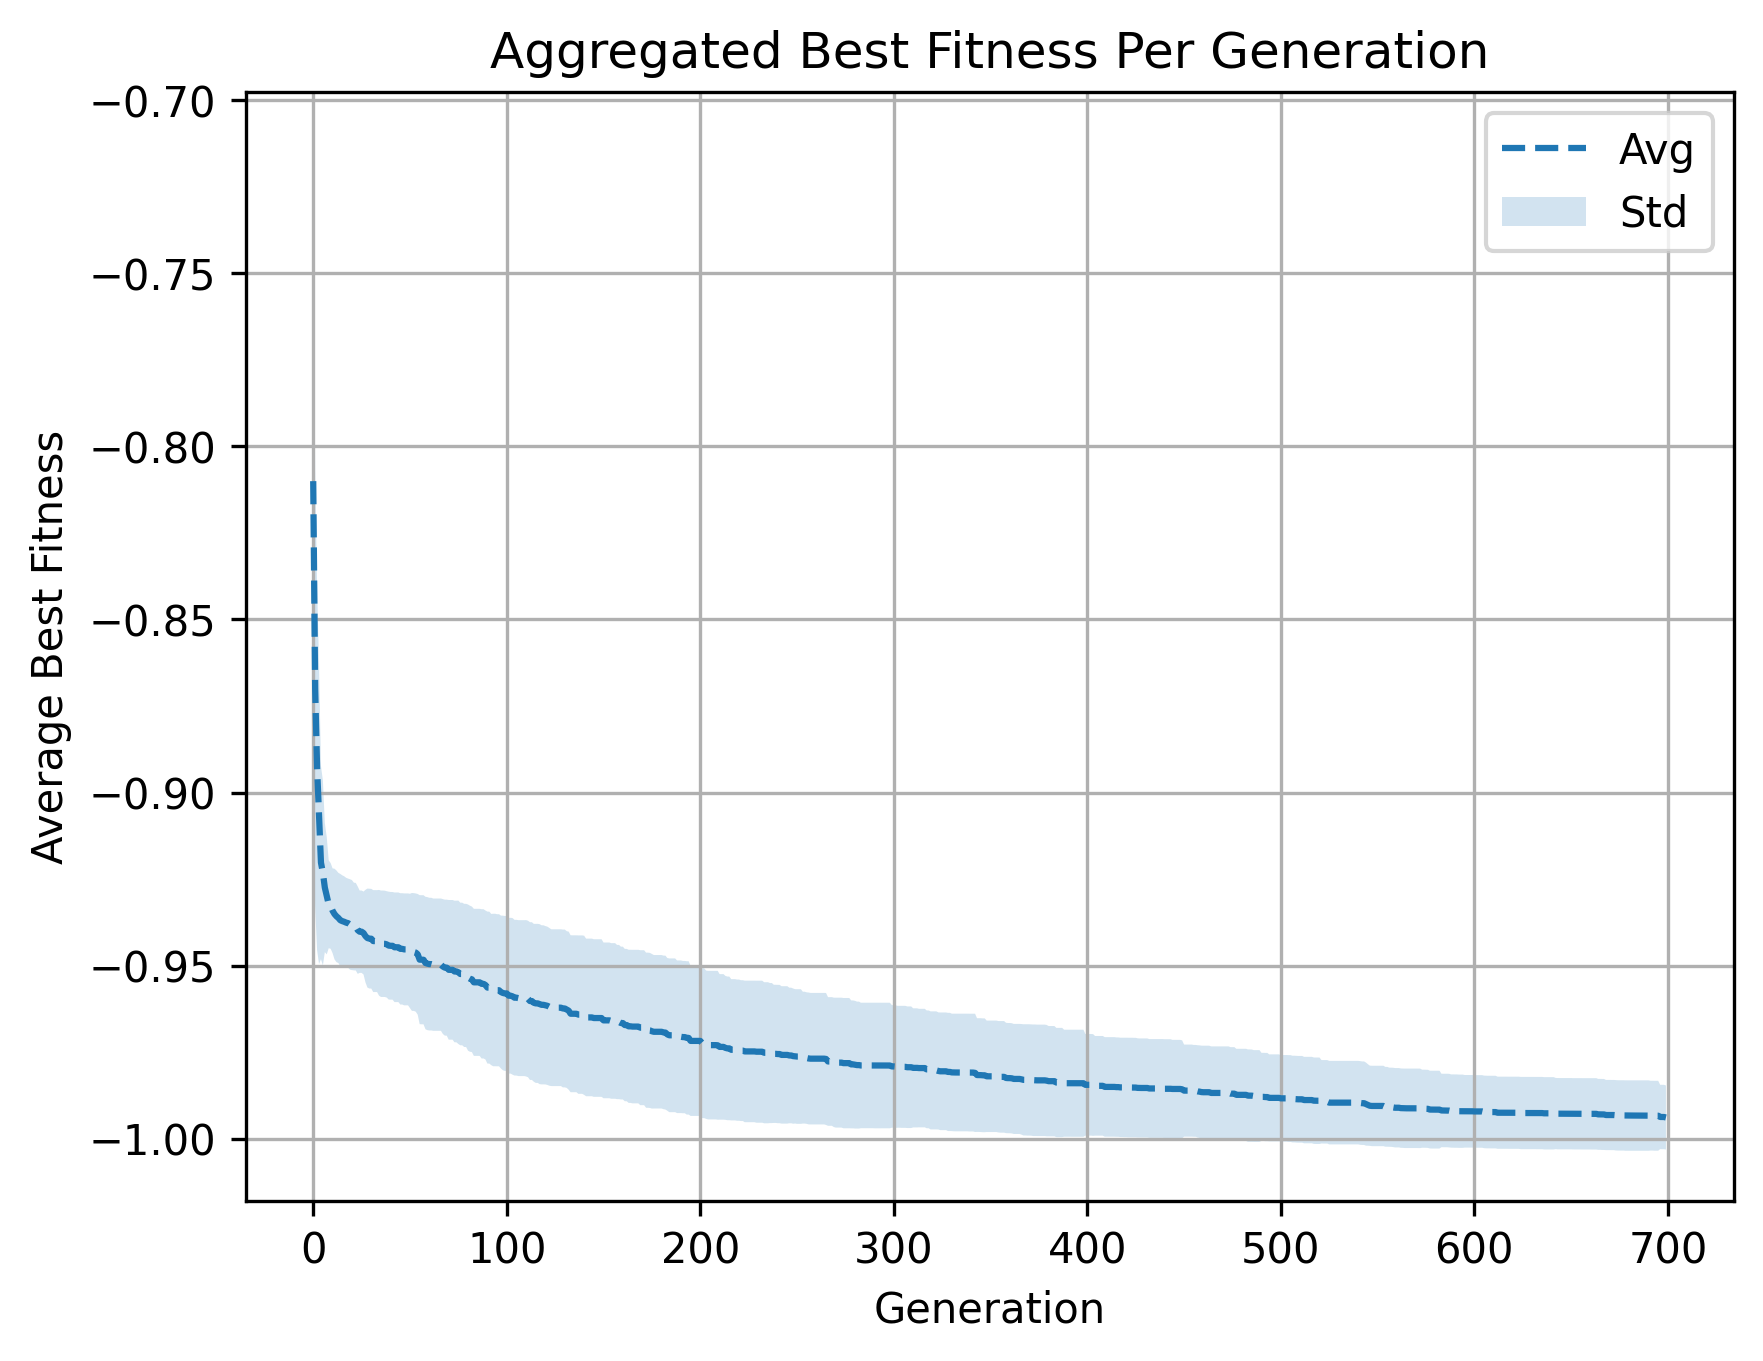 Aggregated Best Fitness Per Generation
Avg
Std
Average Best Fitness
−0.70
−0.75
−0.80
−0.85
−0.90
−0.95
−1.00
0 100 200 300 400 500 600 700
Generation